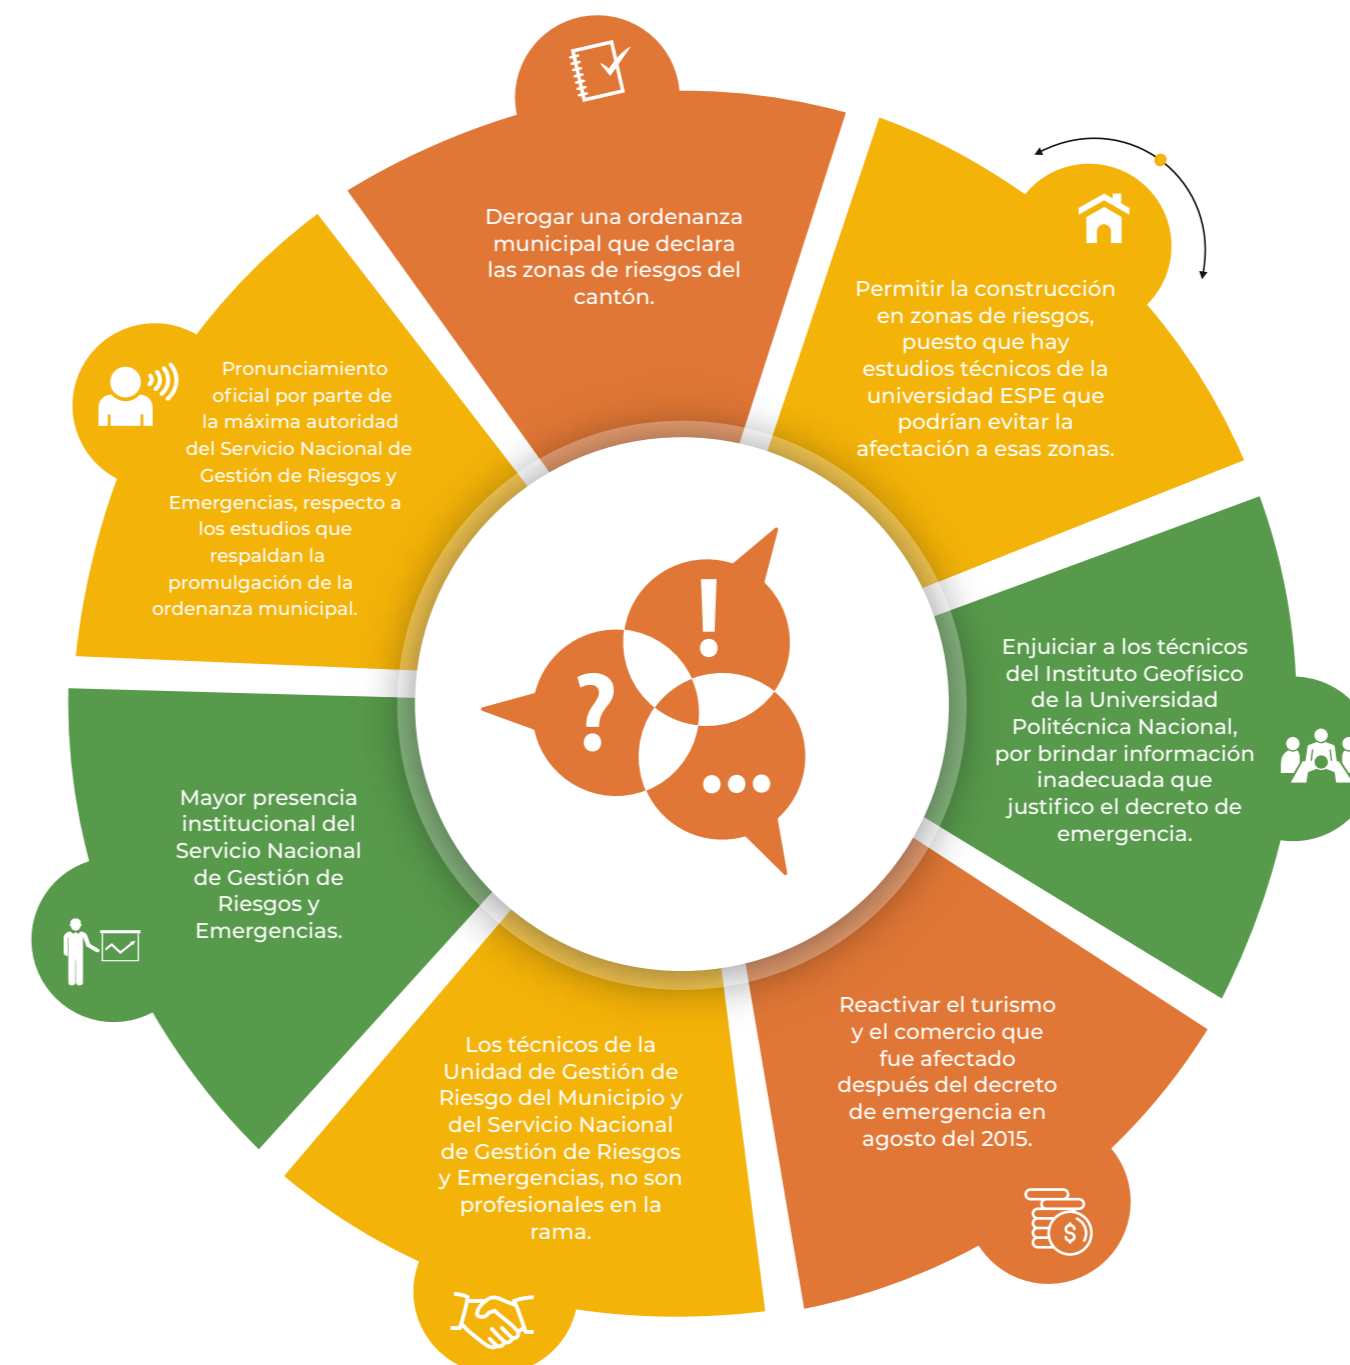 Derogar una ordenanza
municipal que declara
las zonas de riesgos del
cantón.
Permitir la construcción
en zonas de riesgos,
puesto que hay
estudios técnicos de la
universidad ESPE que
podrían evitar la
afectación a esas zonas.
Enjuiciar a los técnicos
del Instituto Geofísico
de la Universidad
Politécnica Nacional,
por brindar información
inadecuada que
justifico el decreto de
emergencia.
Reactivar el turismo
y el comercio que
fue afectado
después del decreto
de emergencia en
agosto del 2015.
Los técnicos de la
Unidad de Gestión de
Riesgo del Municipio y
del Servicio Nacional
de Gestión de Riesgos
y Emergencias, no son
profesionales en la
rama.
Mayor presencia
institucional del
Servicio Nacional
de Gestión de
Riesgos y
Emergencias.
Pronunciamiento
oficial por parte de
la máxima autoridad
del Servicio Nacional de
Gestión de Riesgos y
Emergencias, respecto a
los estudios que
respaldan la
promulgación de la
ordenanza municipal.
!
?
...
$